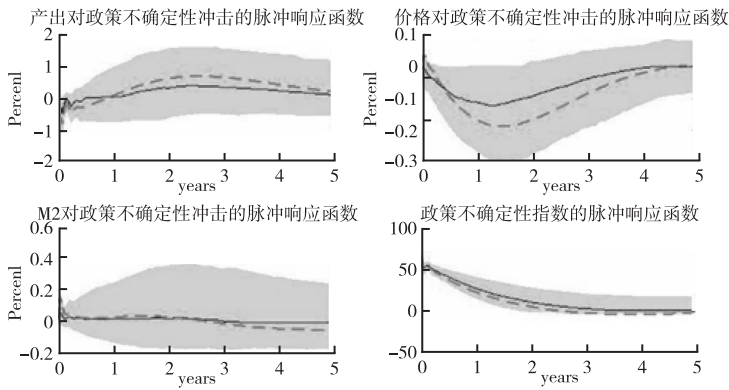 产出对政策不确定性冲击的脉冲响应函数
2
1
0
-1
-2
Percenl
0 1 2 3 4 5
years
价格对政策不确定性冲击的脉冲响应函数
0.1
0
-0.1
-0.2
-0.3
Percenl
0 1 2 3 4 5
years
M2对政策不确定性冲击的脉冲响应函数
0.6
0.4
0.2
0
-0.2
Percenl
0 1 2 3 4 5
years
政策不确定性指数的脉冲响应函数
100
50
0
-50
0 1 2 3 4 5
years